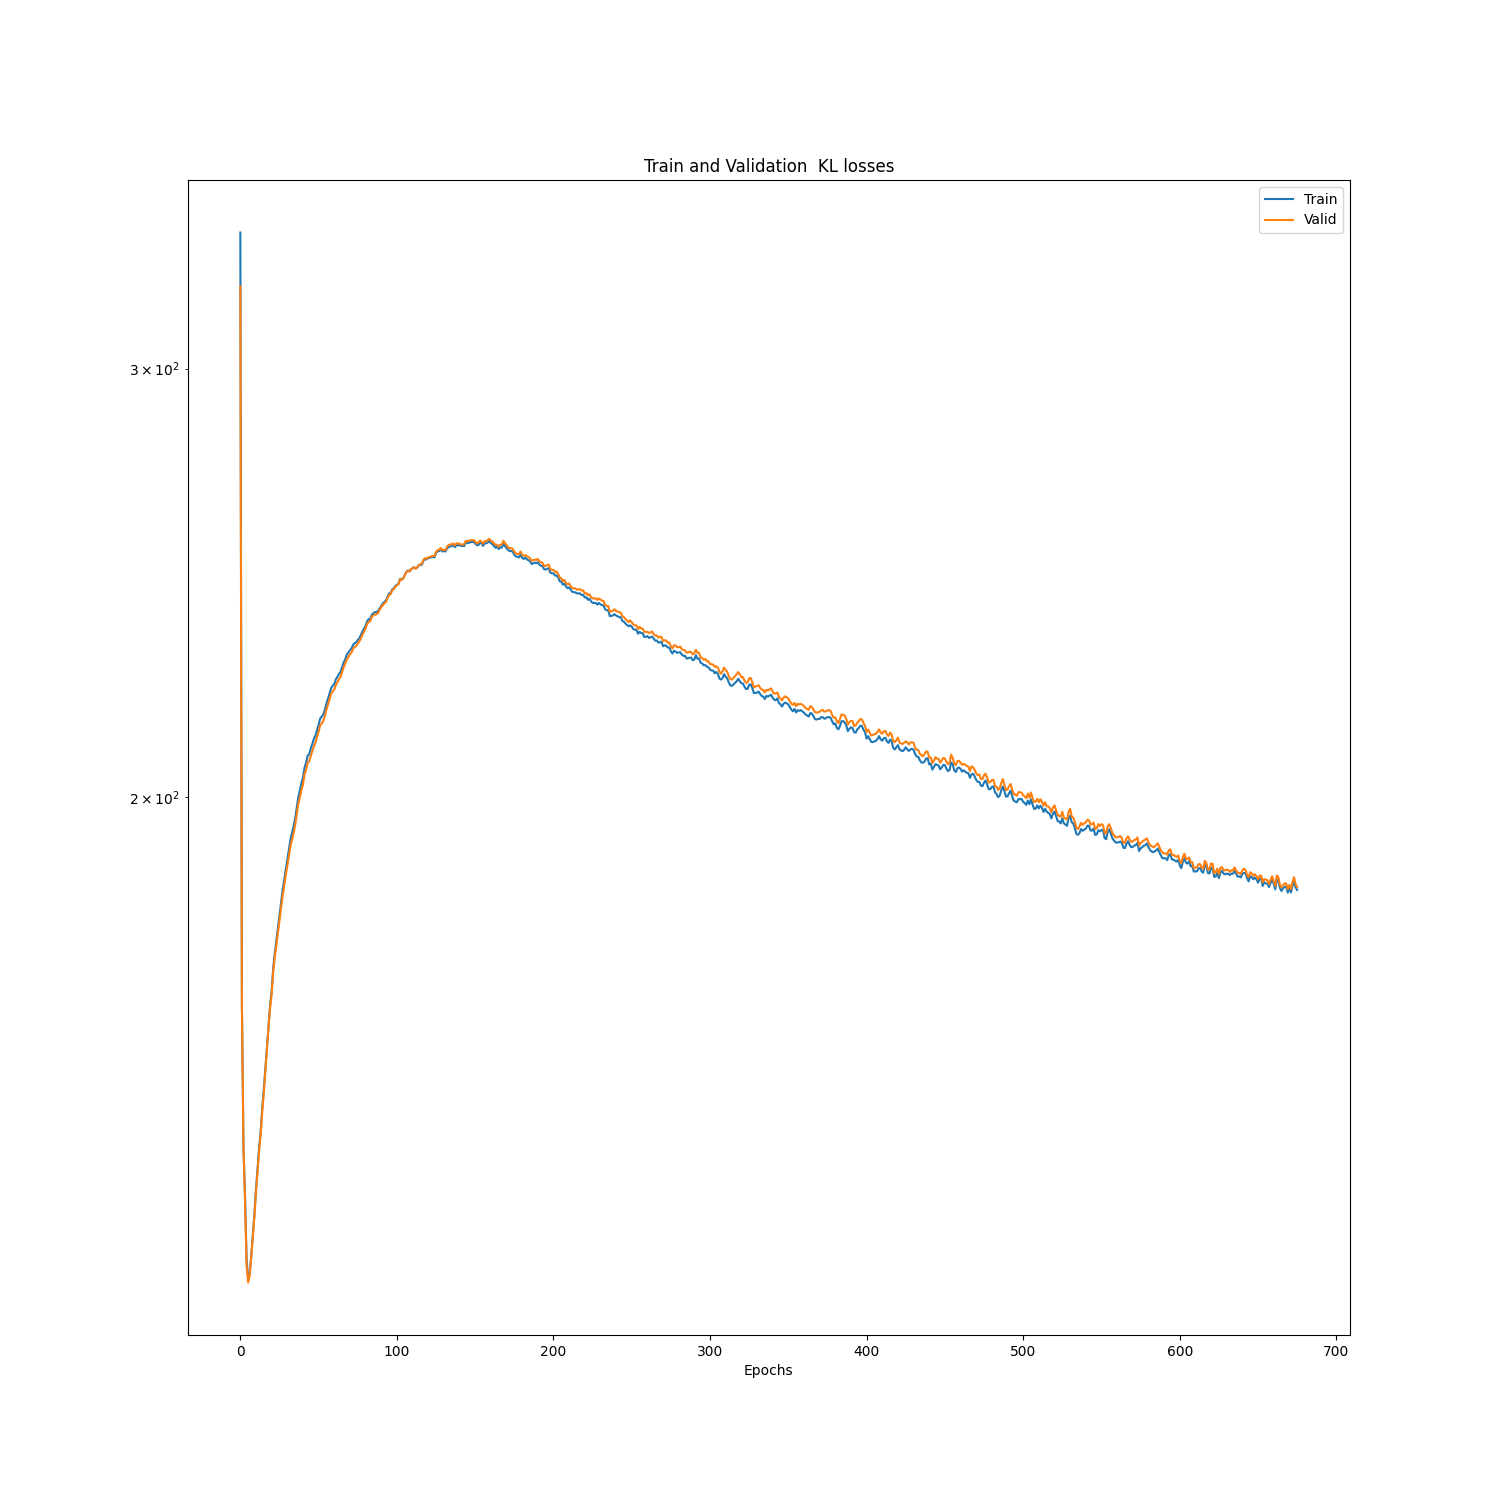 Train and Validation  KL losses
Train
Valid
3 × 10²
2 × 10²
0 100 200 300 400 500 600 700
Epochs